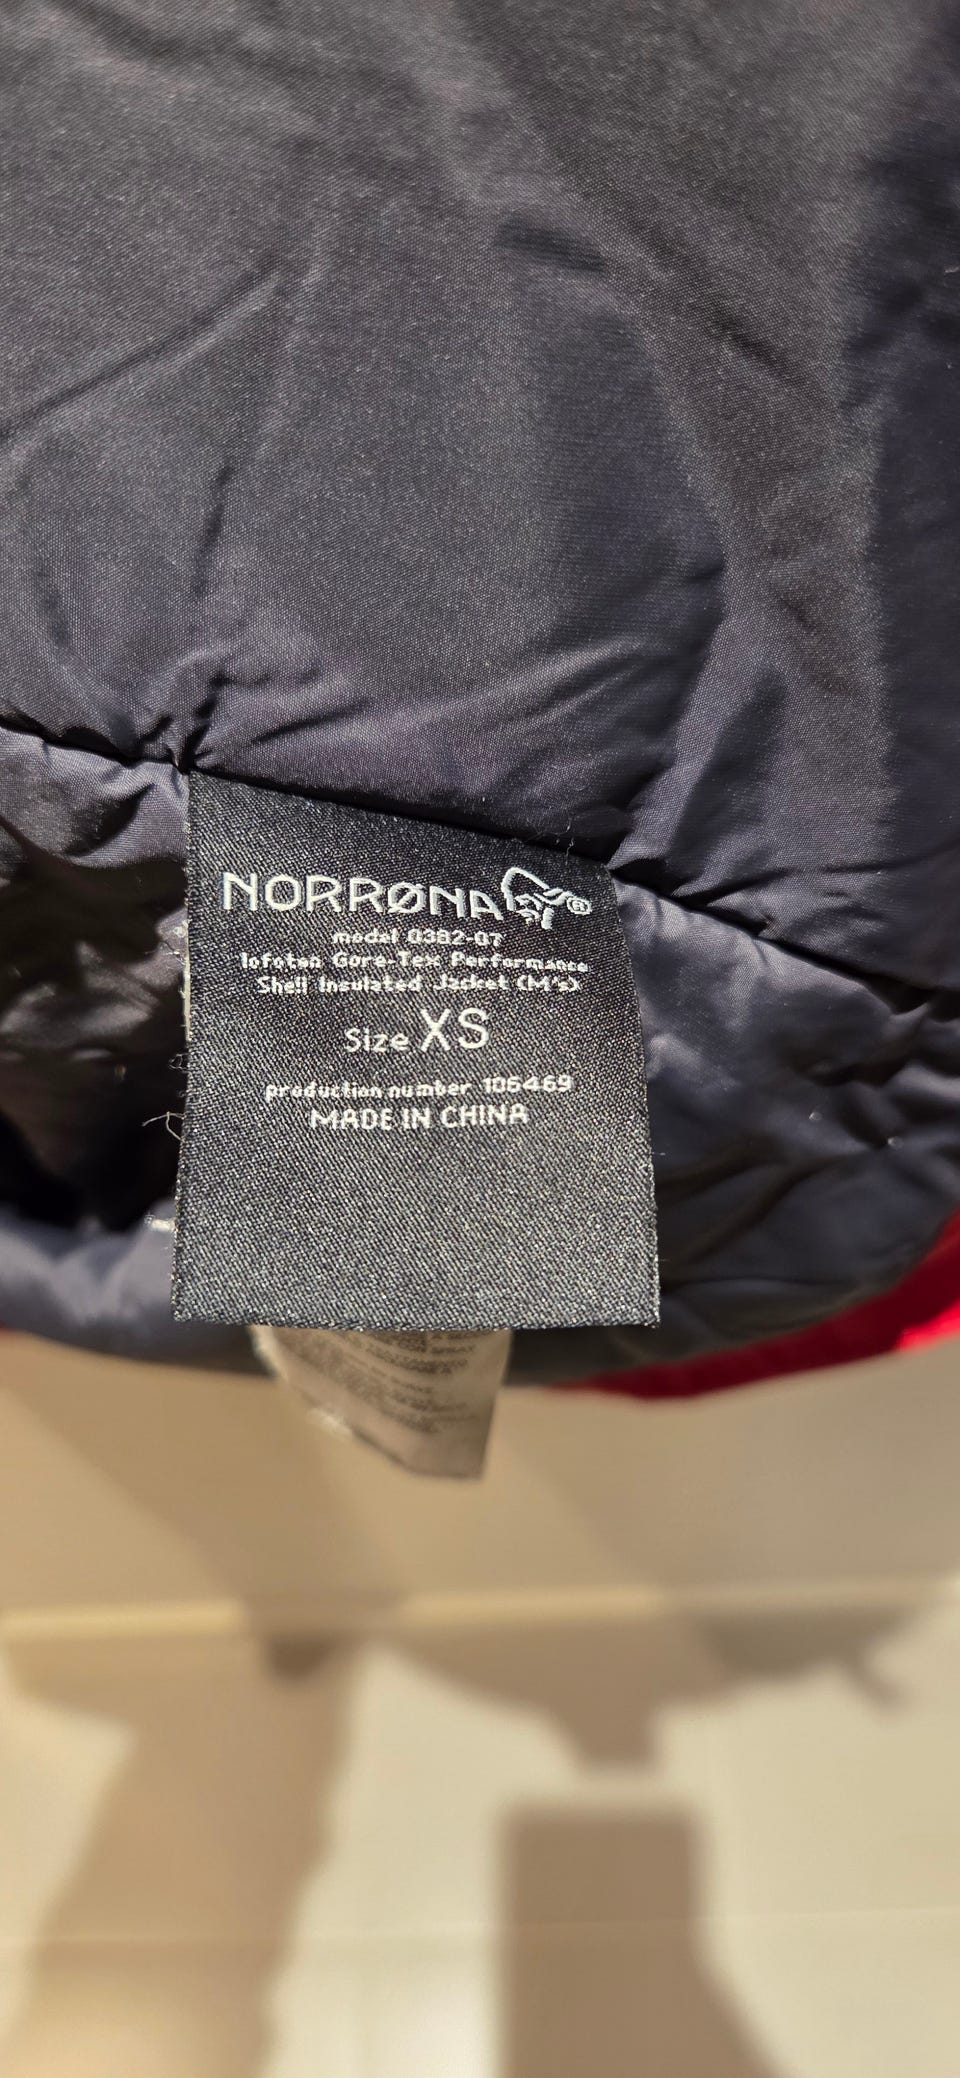 NORRØNA ®
model 0382-07
lofoten Gore-Tex Performance
Shell Insulated Jacket (M's)
Size XS
production number 106469
MADE IN CHINA